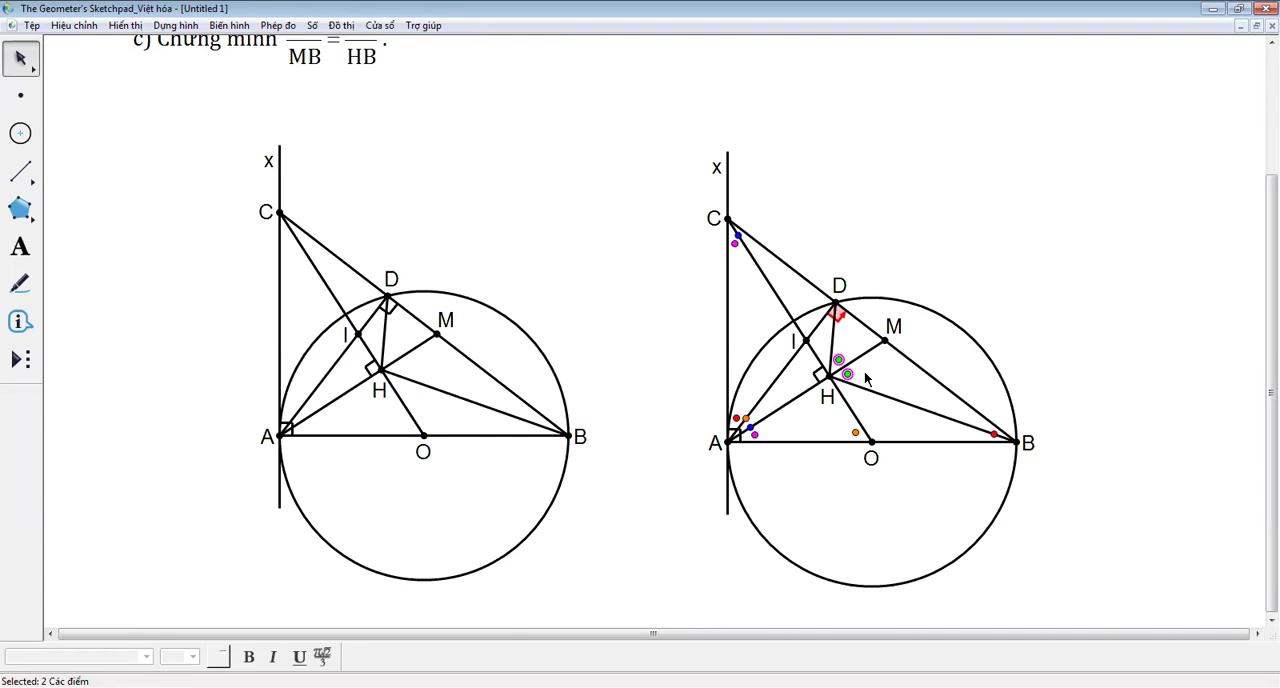 The Geometer's Sketchpad_Việt hóa - [Untitled 1]
Tệp Hiệu chỉnh Hiển thị Dựng hình Biến hình Phép đo Số Đồ thị Cửa sổ Trợ giúp
c) Chứng minh =
MB HB .
x
C
D
M
I
H
A
O
B
x
C
D
M
I
H
A
O
B
A
B I U
Selected: 2 Các điểm